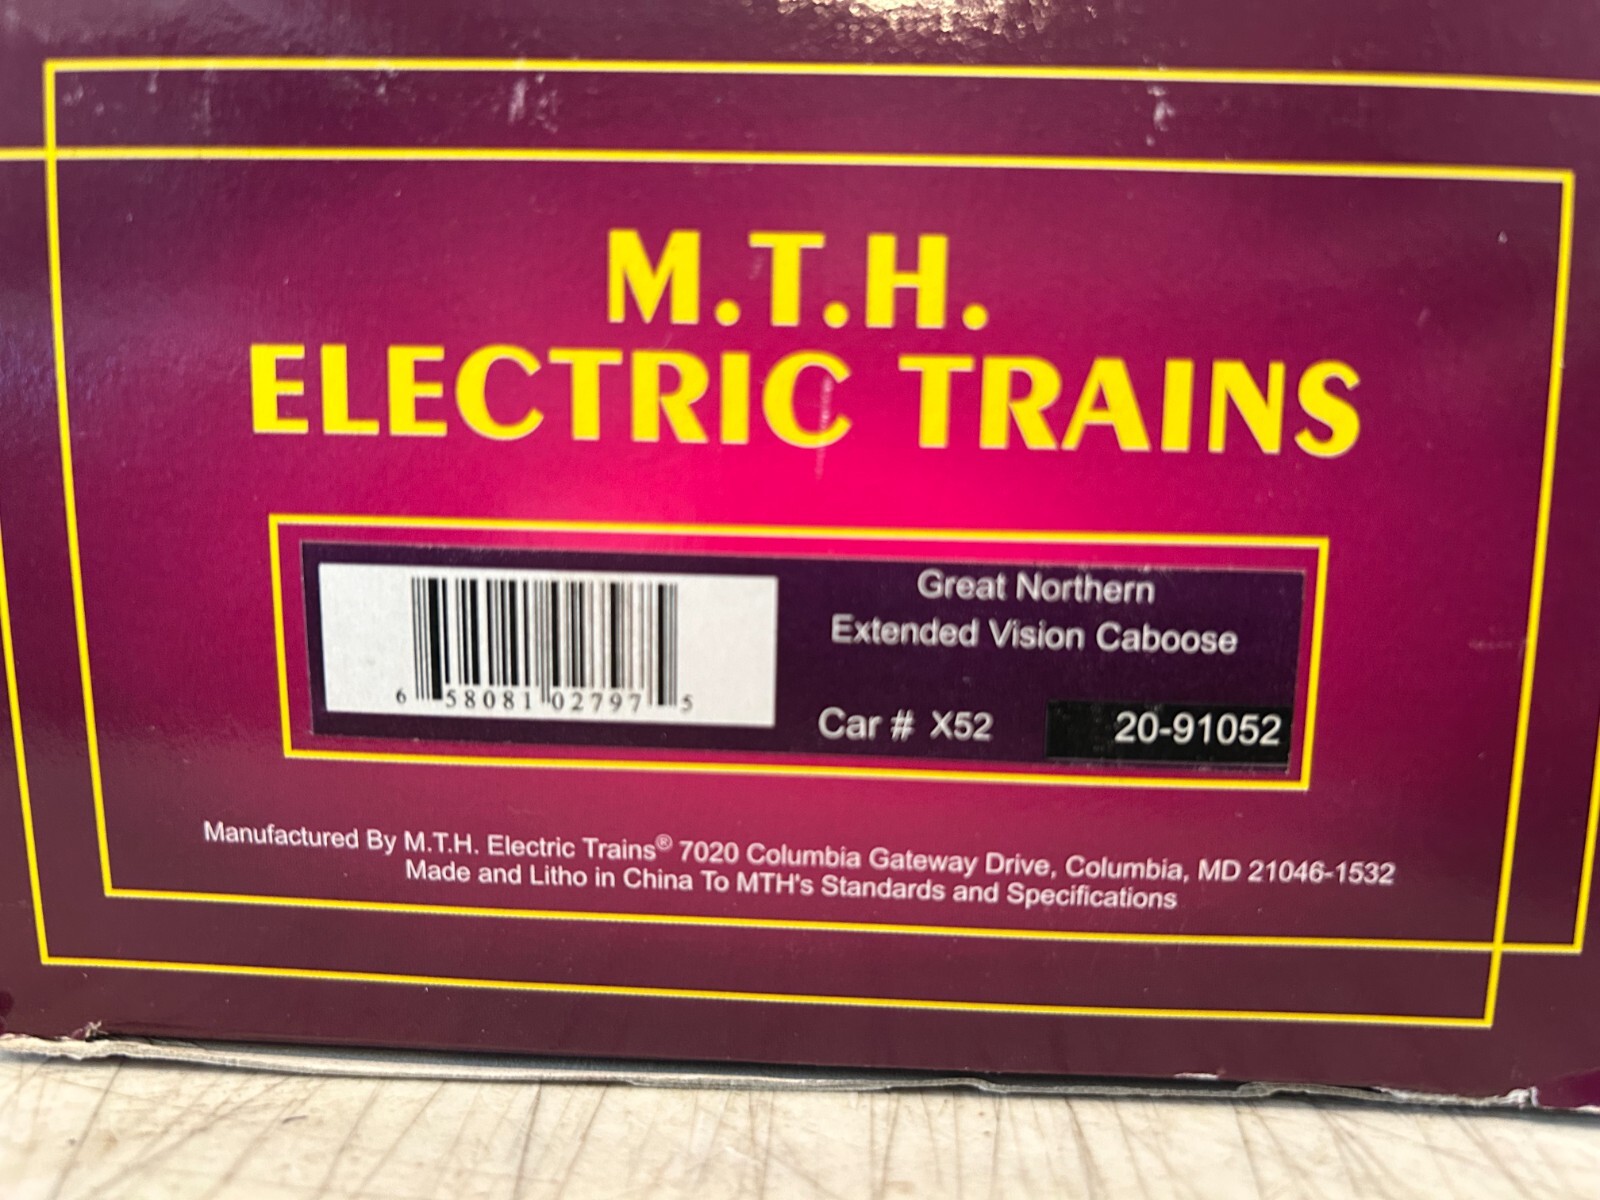 M.T.H.
ELECTRIC TRAINS
Great Northern
Extended Vision Caboose
6 58081 02797 5
Car # X52 20-91052
Manufactured By M.T.H. Electric Trains® 7020 Columbia Gateway Drive, Columbia, MD 21046-1532
Made and Litho in China To MTH's Standards and Specifications